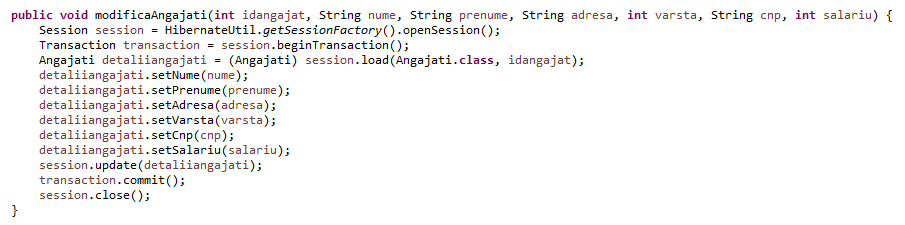 public void modificaAngajati(int idangajat, String nume, String prenume, String adresa, int varsta, String cnp, int salariu) {
    Session session = HibernateUtil.getSessionFactory().openSession();
    Transaction transaction = session.beginTransaction();
    Angajati detaliiangajati = (Angajati) session.load(Angajati.class, idangajat);
    detaliiangajati.setNume(nume);
    detaliiangajati.setPrenume(prenume);
    detaliiangajati.setAdresa(adresa);
    detaliiangajati.setVarsta(varsta);
    detaliiangajati.setCnp(cnp);
    detaliiangajati.setSalariu(salariu);
    session.update(detaliiangajati);
    transaction.commit();
    session.close();
}